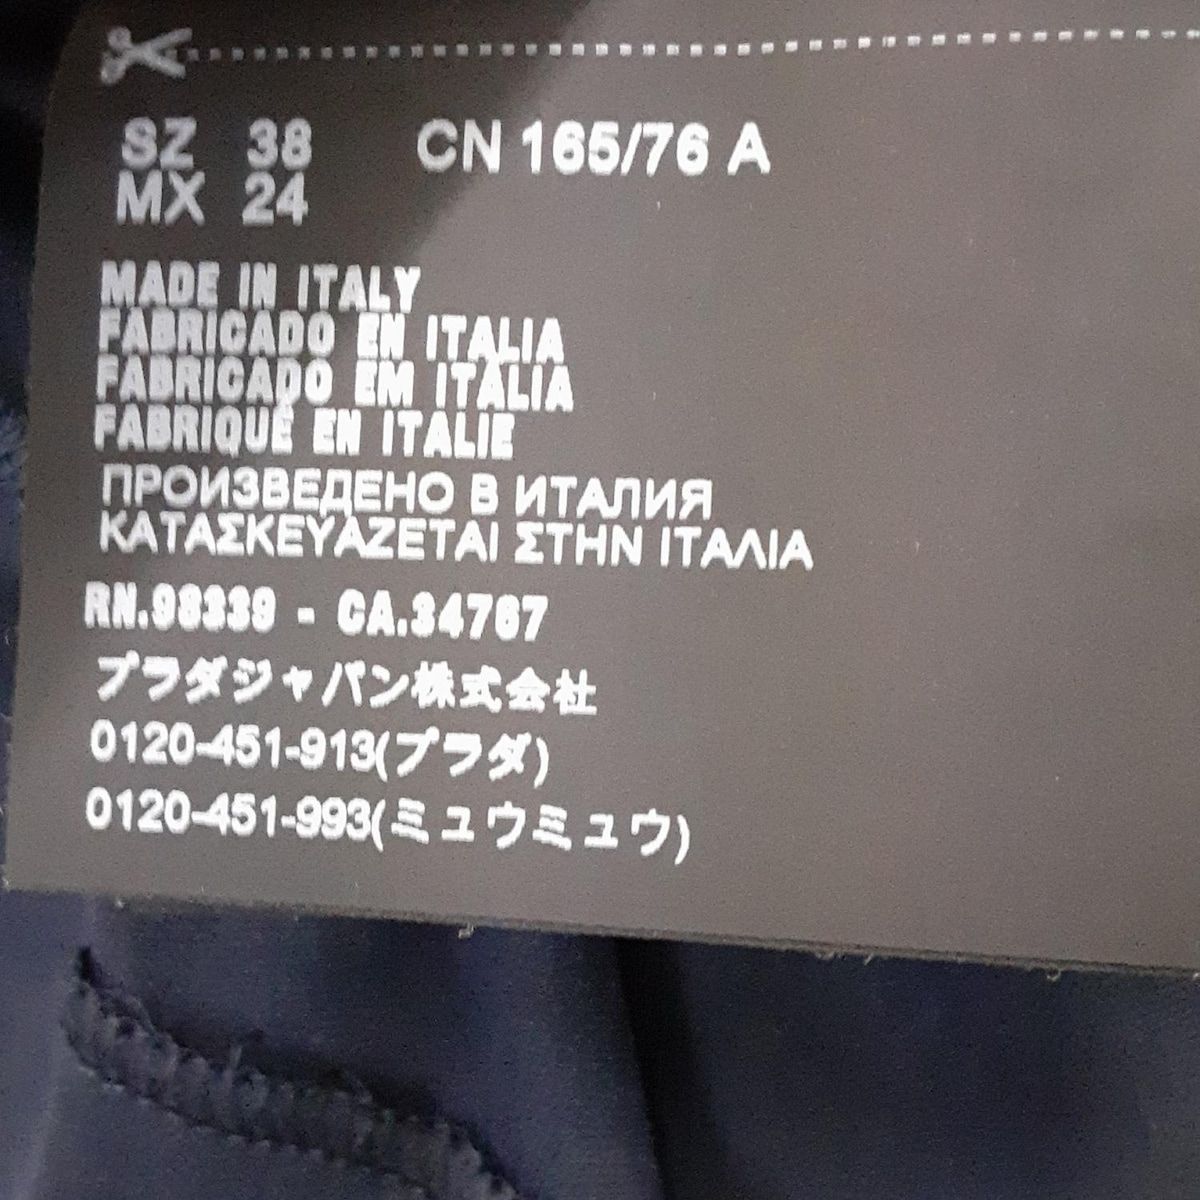 SZ 38 CN 165/76 A
MX 24
MADE IN ITALY
FABRICADO EN ITALIA
FABRICADO EM ITÁLIA
FABRIQUÉ EN ITALIE
ПРОИЗВЕДЕНО В ИТАЛИЯ
ΚΑΤΑΣΚΕΥΑΖΕΤΑΙ ΣΤΗΝ ΙΤΑΛΙΑ
RN.98339 - CA.34767
プラダジャパン株式会社
0120-451-913(プラダ)
0120-451-993(ミュウミュウ)